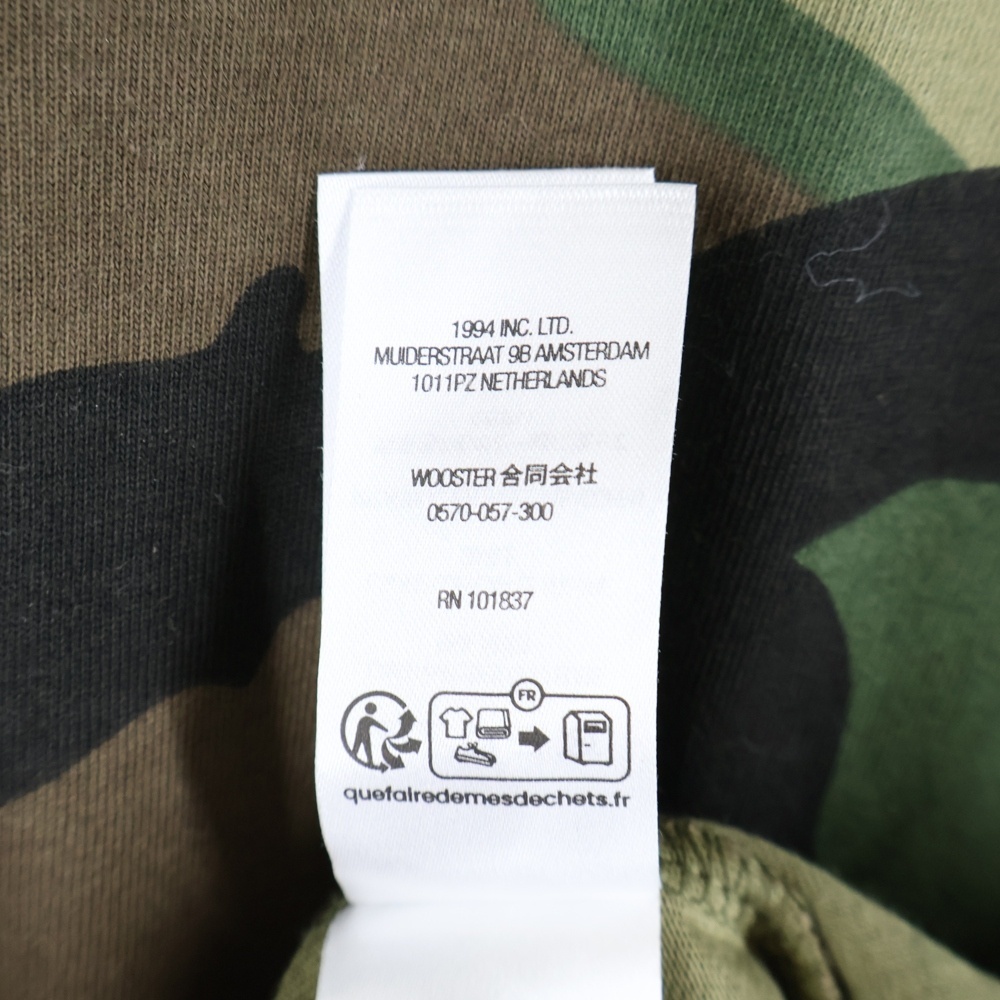 1994 INC. LTD.
MUIDERSTRAAT 9B AMSTERDAM
1011PZ NETHERLANDS
WOOSTER 合同会社
0570-057-300
RN 101837
FR
quefairedemesdechets.fr